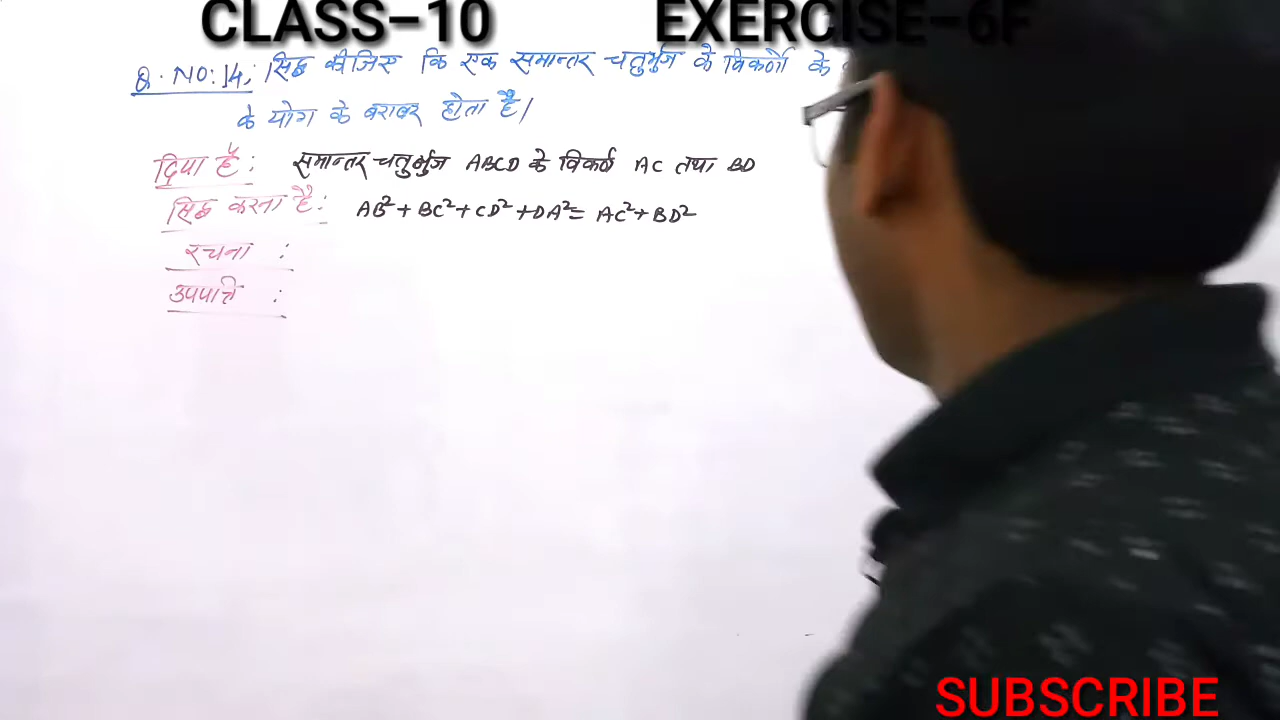 CLASS-10 EXERCISE-6F
Q. NO: 14: सिद्ध कीजिए कि एक समान्तर चतुर्भुज के विकर्णो के
के योग के बराबर होता है।
दिया है: समान्तर चतुर्भुज ABCD के विकर्ण AC तथा BD
सिद्ध करना है: AB²+BC²+CD²+DA²= AC²+BD²
रचना :
उपपत्ति :
SUBSCRIBE